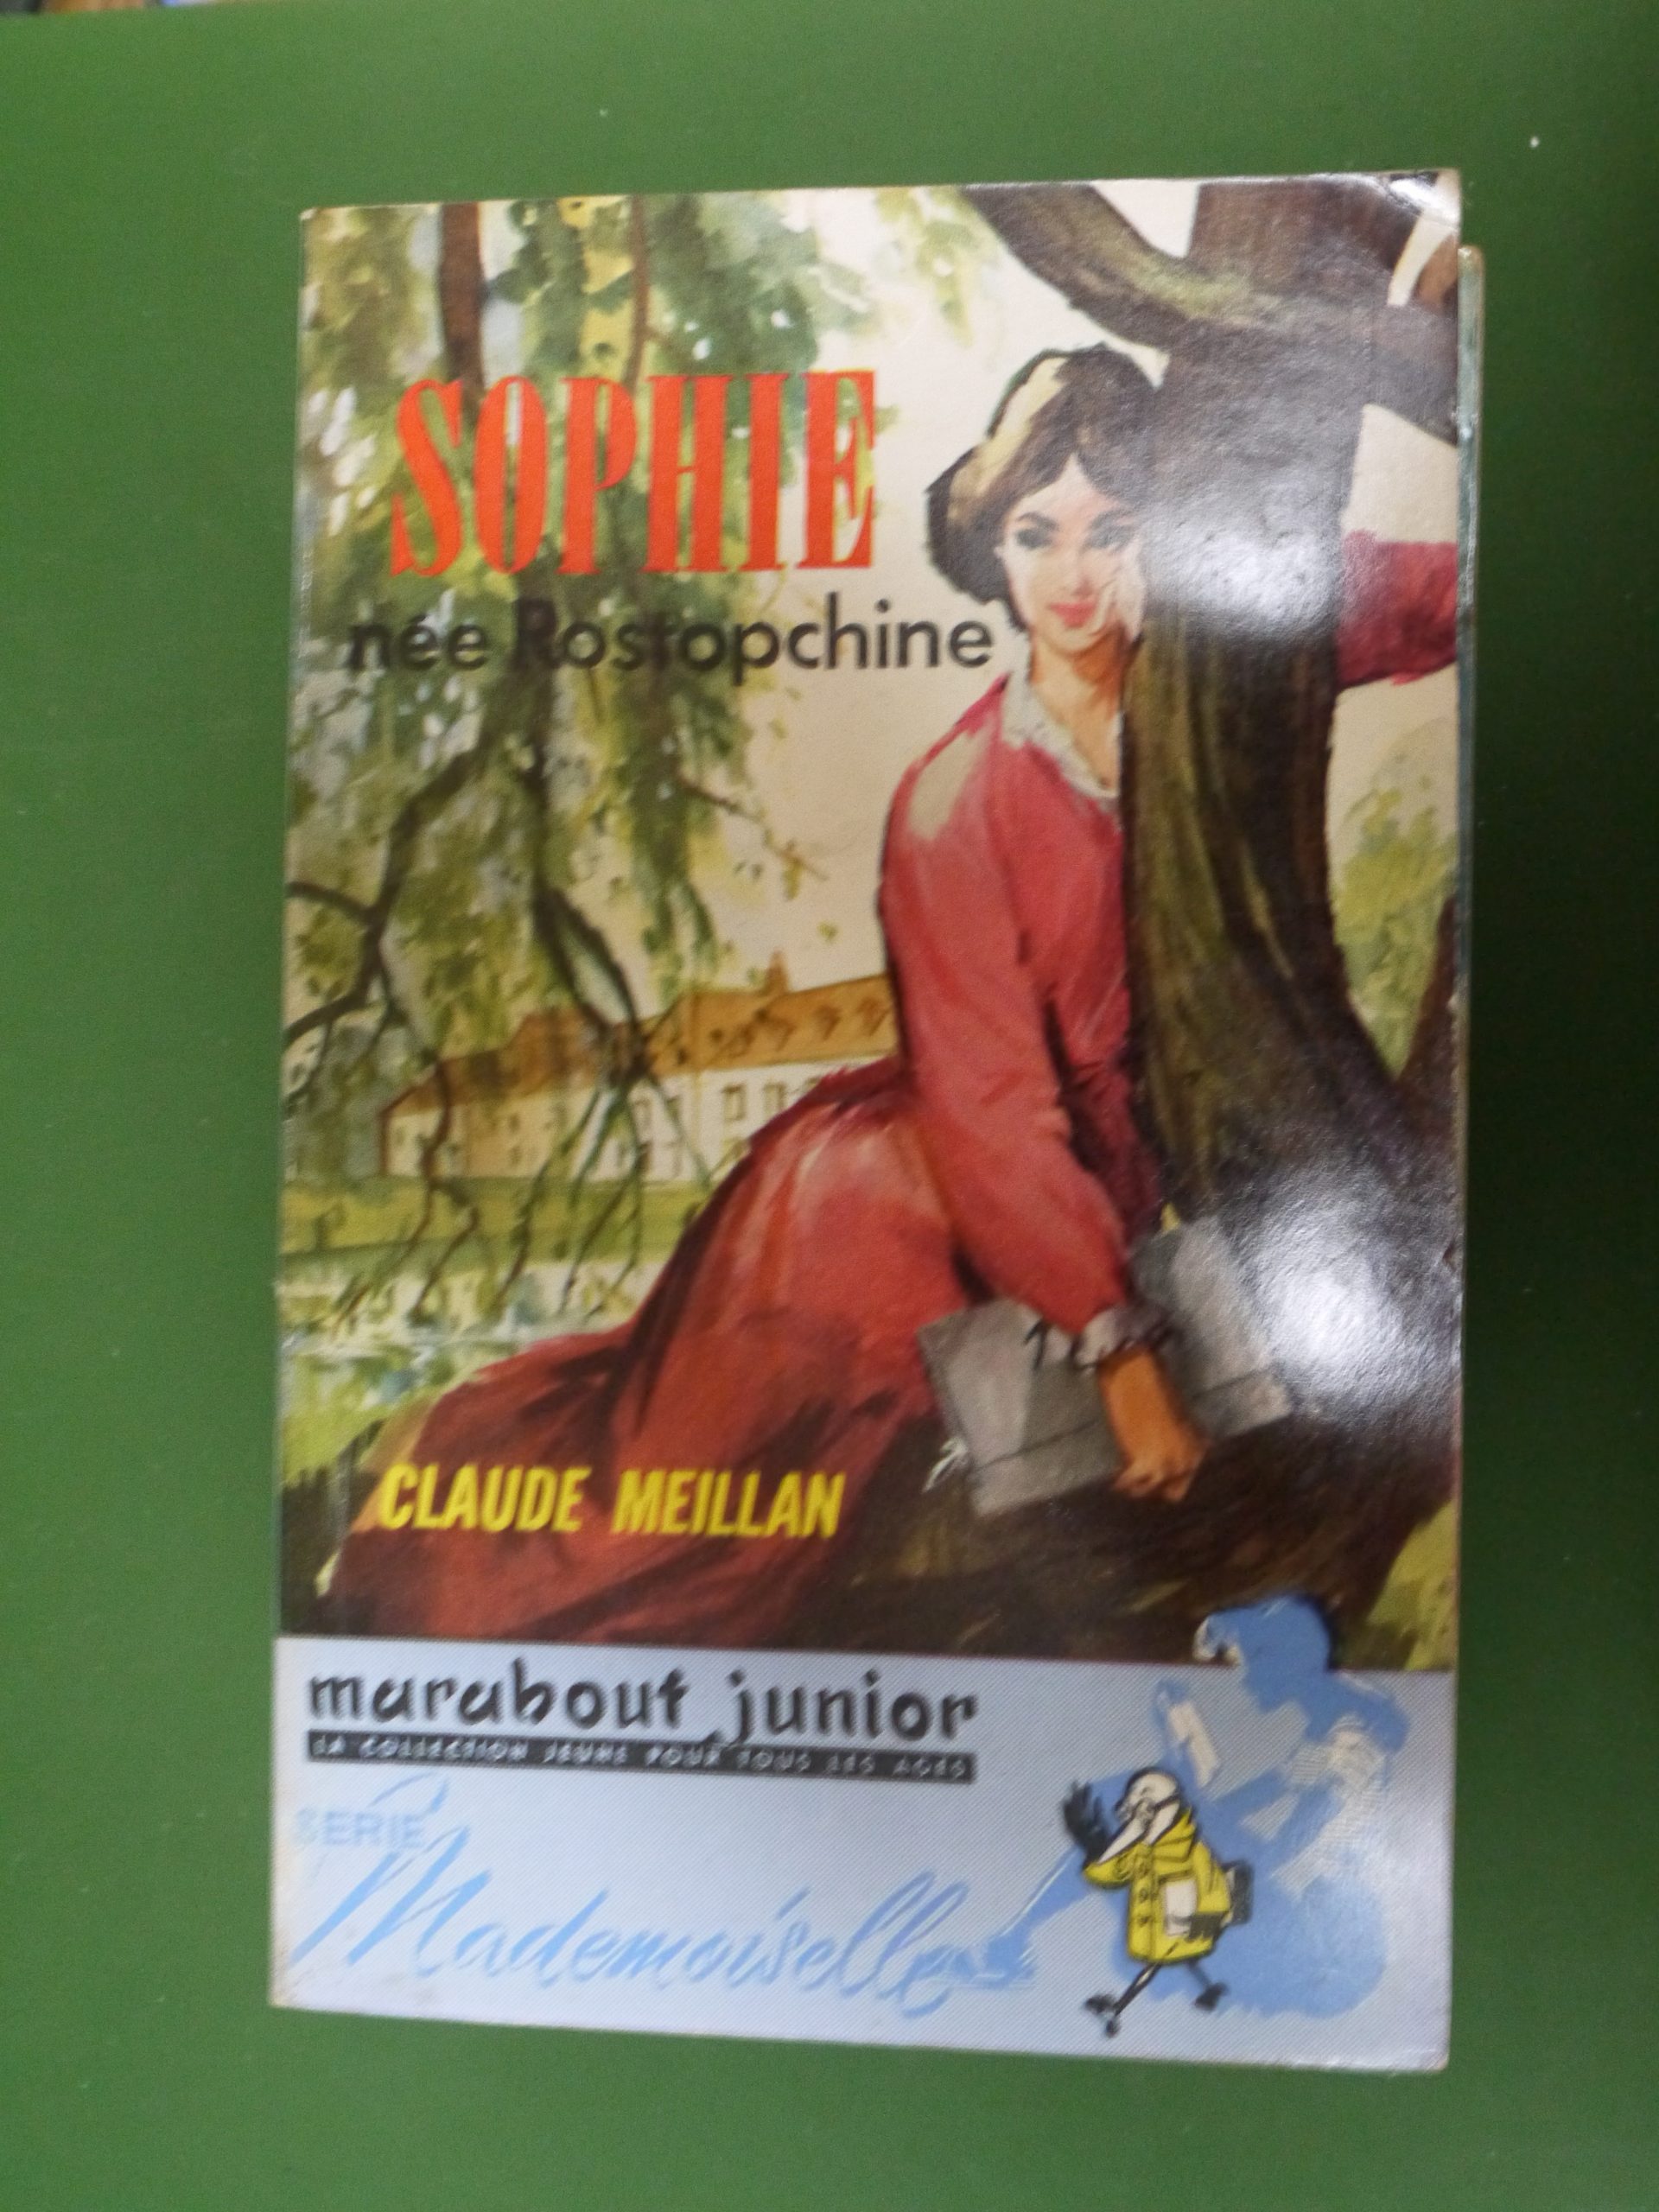 SOPHIE
née Rostopchine
CLAUDE MEILLAN
marabout junior
LA COLLECTION JEUNE POUR TOUS LES AGES
SERIE
Mademoiselle